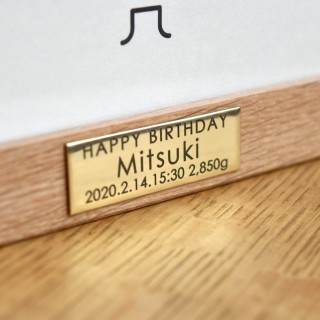 HAPPY BIRTHDAY
Mitsuki
2020.2.14.15:30 2,850g